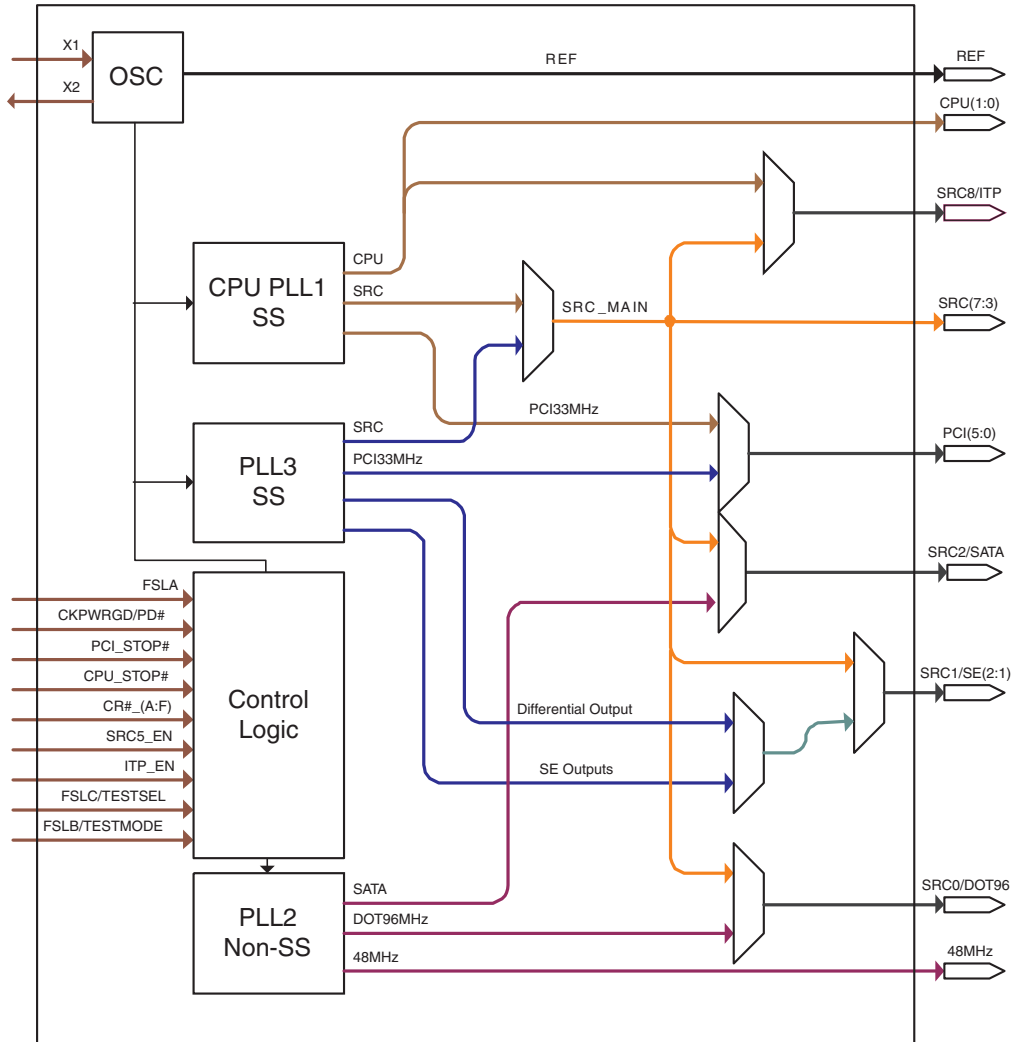 X1
X2
OSC
REF
REF
CPU(1:0)
SRC8/ITP
CPU PLL1
SS
CPU
SRC
SRC_MAIN
SRC(7:3)
PCI33MHz
PCI(5:0)
PLL3
SS
SRC
PCI33MHz
SRC2/SATA
FSLA
CKPWRGD/PD#
PCI_STOP#
CPU_STOP#
CR#_(A:F)
SRC5_EN
ITP_EN
FSLC/TESTSEL
FSLB/TESTMODE
Control
Logic
Differential Output
SE Outputs
SRC1/SE(2:1)
PLL2
Non-SS
SATA
DOT96MHz
48MHz
SRC0/DOT96
48MHz